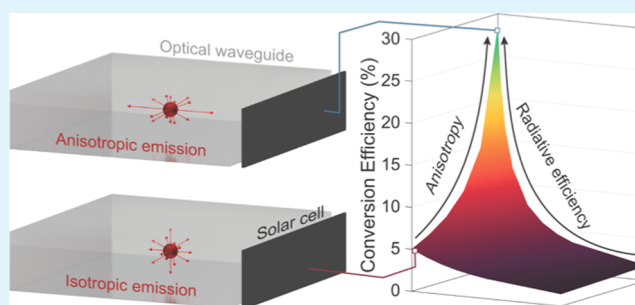 Optical waveguide
Anisotropic emission
Solar cell
Isotropic emission
Conversion Efficiency (%)
30
25
20
15
10
5
0
Anisotropy
Radiative efficiency